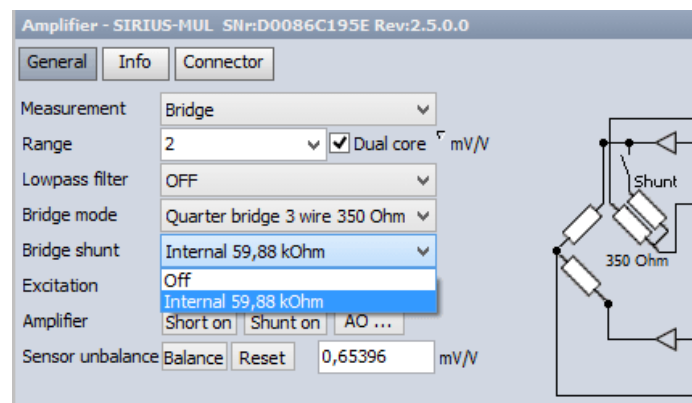 Amplifier - SIRIUS-MUL SNr:D0086C195E Rev:2.5.0.0
General Info Connector
Measurement Bridge
Range 2 Dual core mV/V
Lowpass filter OFF
Bridge mode Quarter bridge 3 wire 350 Ohm
Shunt
Bridge shunt Internal 59,88 kOhm
350 Ohm
Excitation Off
Internal 59,88 kOhm
Amplifier Short on Shunt on AO ...
Sensor unbalance Balance Reset 0,65396 mV/V